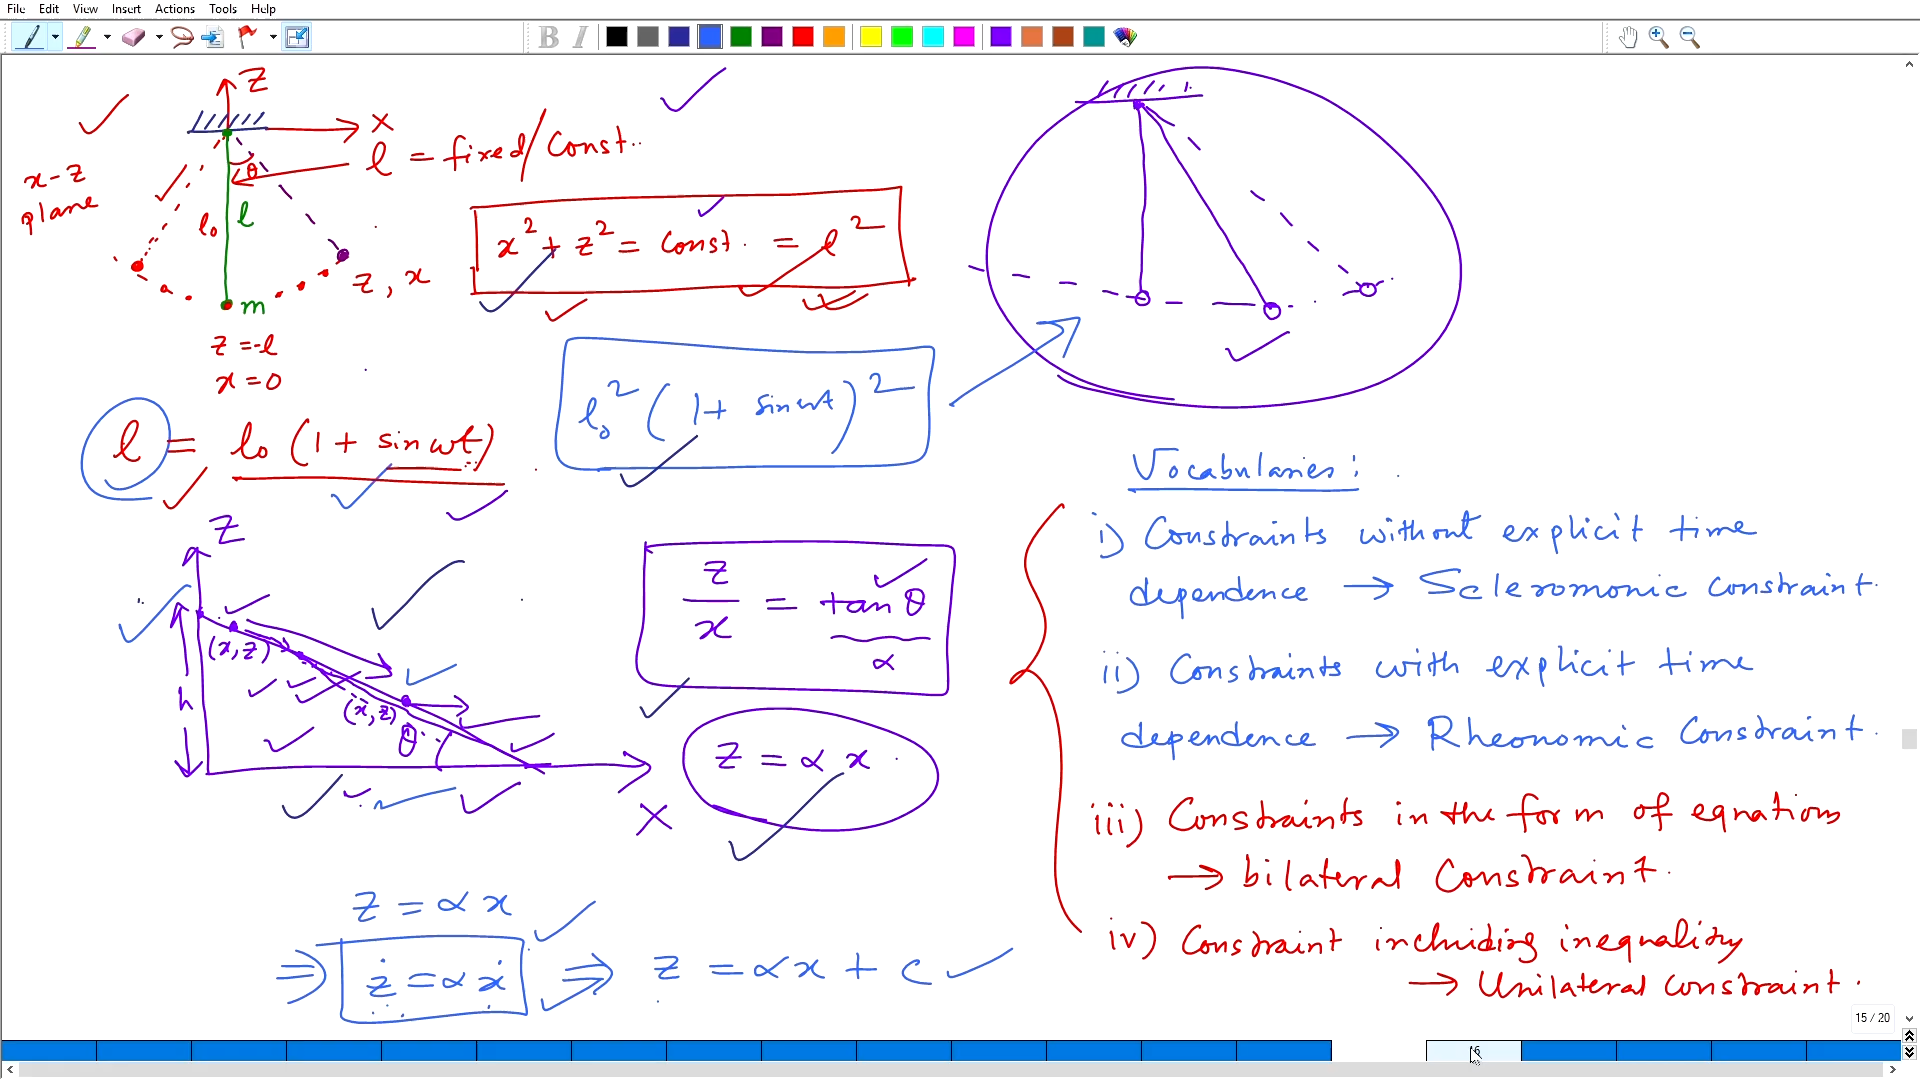 File Edit View Insert Actions Tools Help
B I
Z
x
l = fixed/Const..
x-z
plane
θ
l₀
l
m
z, x
z = -l
x = 0
x² + z² = const. = l²
l = l₀ (1 + sin ωt)
l₀² (1 + sin ωt)²
Z
(x, z)
h
(x, z)
θ
X
z/x = tan θ
α
z = α x
z = α x
⇒ ż = α ẋ ⇒ z = αx + c
Vocabularies:
i) Constraints without explicit time
dependence → Scleromonic constraint.
ii) Constraints with explicit time
dependence → Rheonomic Constraint.
iii) Constraints in the form of equations
→ bilateral Constraint.
iv) Constraint including inequality
→ Unilateral constraint.
15 / 20